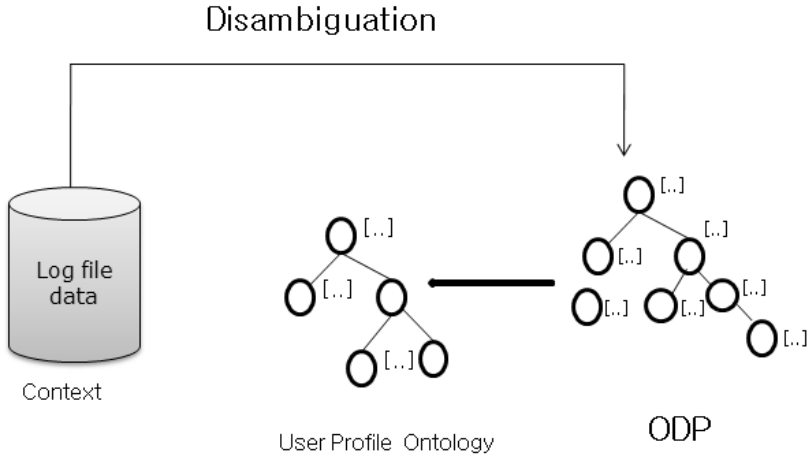 Disambiguation
Log file
data
Context
[..]
[..]
[..]
User Profile Ontology
[..]
[..]
[..]
[..]
[..]
[..]
[..]
ODP